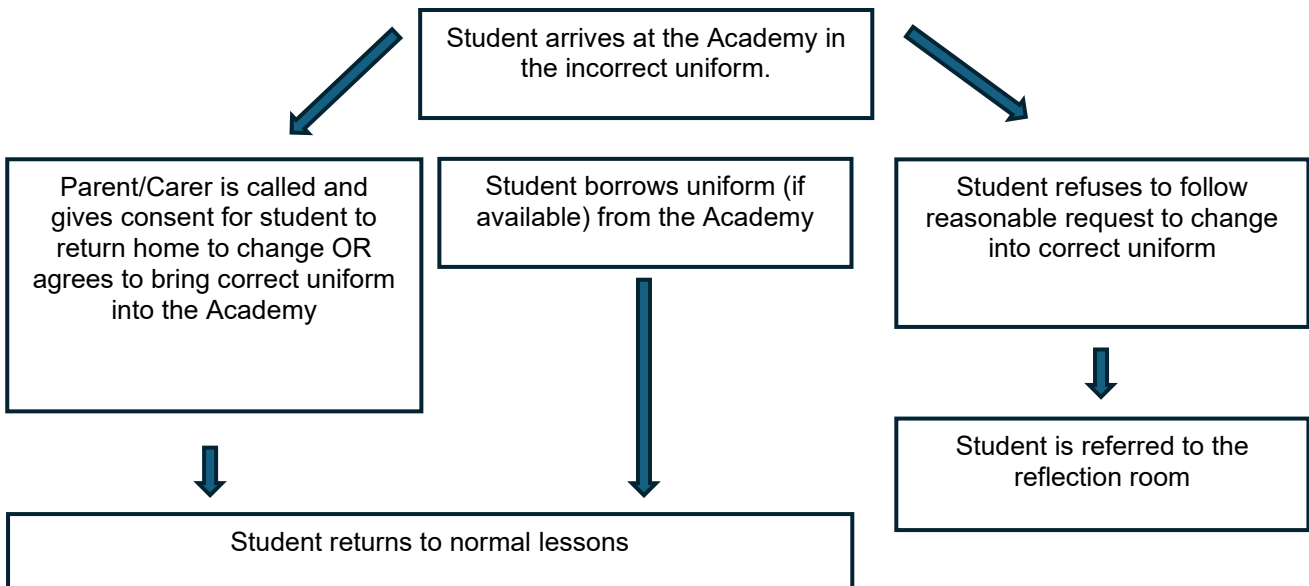 Student arrives at the Academy in
the incorrect uniform.
Parent/Carer is called and
gives consent for student to
return home to change OR
agrees to bring correct uniform
into the Academy
Student borrows uniform (if
available) from the Academy
Student refuses to follow
reasonable request to change
into correct uniform
Student is referred to the
reflection room
Student returns to normal lessons